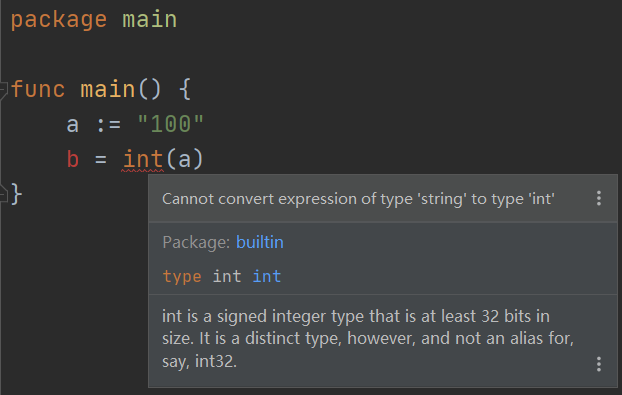 package main
func main() {
    a := "100"
    b = int(a)
}
Cannot convert expression of type 'string' to type 'int'
Package: builtin
type int int
int is a signed integer type that is at least 32 bits in
size. It is a distinct type, however, and not an alias for,
say, int32.